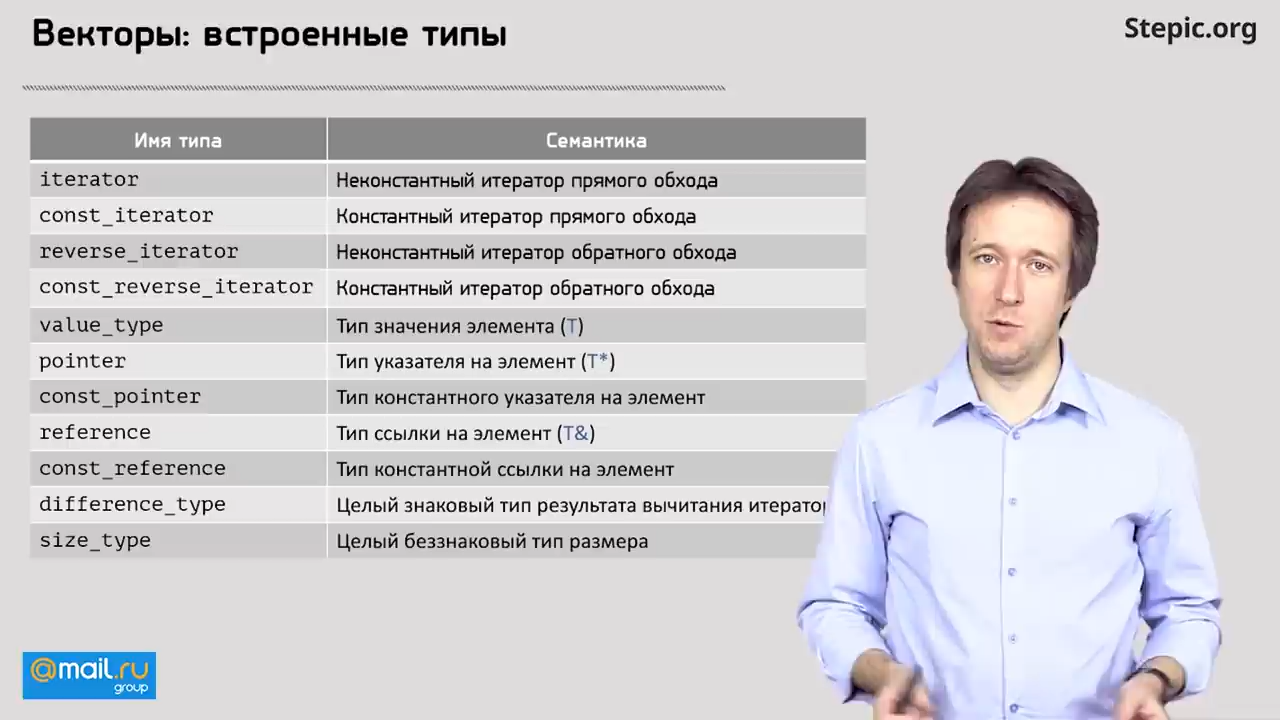 Векторы: встроенные типы
Stepic.org
Имя типа Семантика
iterator Неконстантный итератор прямого обхода
const_iterator Константный итератор прямого обхода
reverse_iterator Неконстантный итератор обратного обхода
const_reverse_iterator Константный итератор обратного обхода
value_type Тип значения элемента (T)
pointer Тип указателя на элемент (T*)
const_pointer Тип константного указателя на элемент
reference Тип ссылки на элемент (T&)
const_reference Тип константной ссылки на элемент
difference_type Целый знаковый тип результата вычитания
size_type Целый беззнаковый тип размера
@mail.ru
group